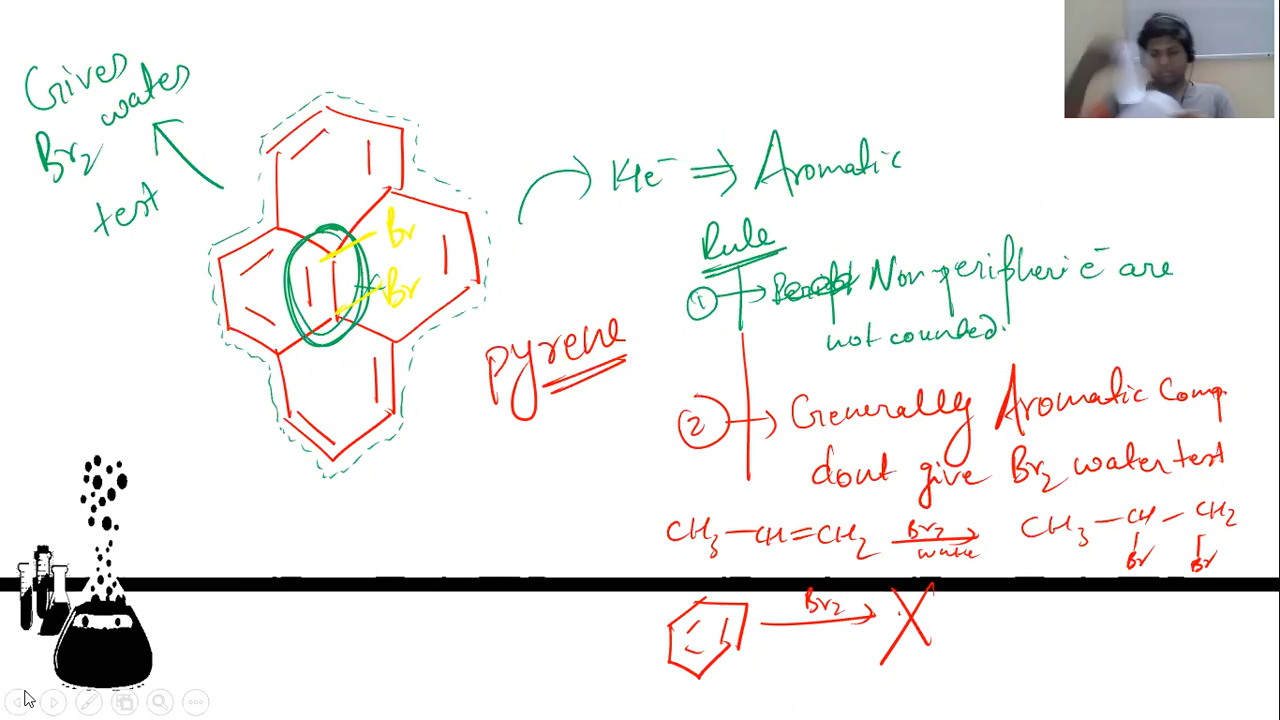 Gives
Br2 water
test
14e⁻ ⇒ Aromatic
Rule
① → Non-peripheric e⁻ are
not counted.
Br
Br
Pyrene
② → Generally Aromatic Comp.
dont give Br2 water test
CH3—CH=CH2 Br2 water → CH3—CH—CH2
Br Br
Br2 → X